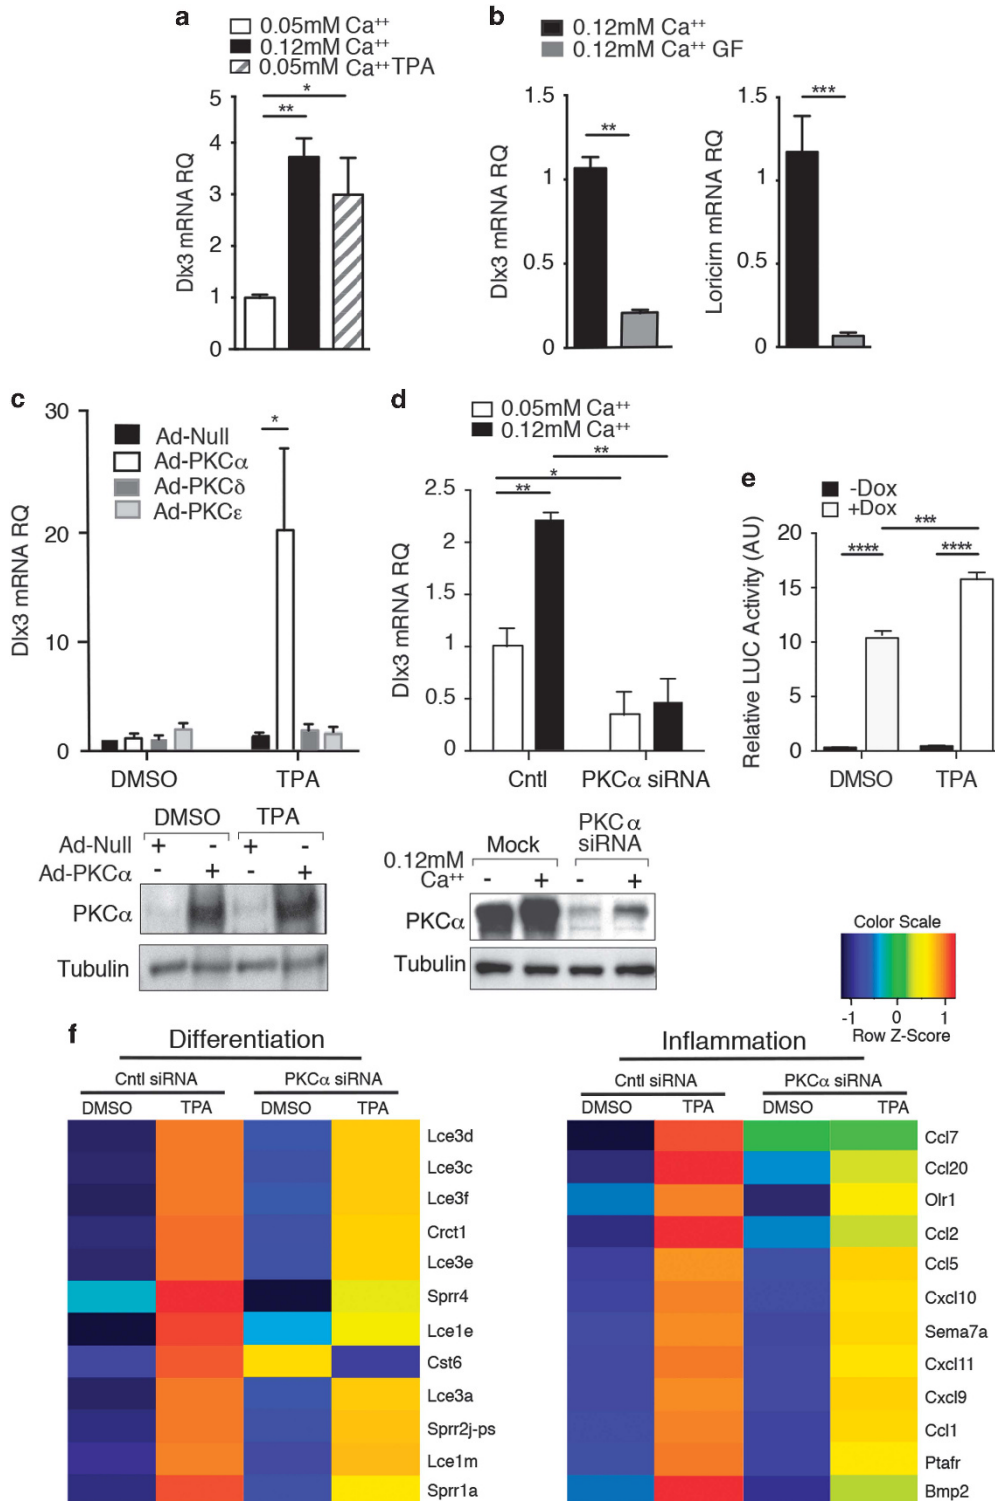 a
0.05mM Ca++
0.12mM Ca++
0.05mM Ca++TPA
*
**
Dlx3 mRNA RQ
5
4
3
2
1
0
b
0.12mM Ca++
0.12mM Ca++ GF
**
Dlx3 mRNA RQ
1.5
1
0.5
0
***
Loricirn mRNA RQ
1.5
1
0.5
0
c
Ad-Null
Ad-PKCα
Ad-PKCδ
Ad-PKCε
*
Dlx3 mRNA RQ
30
20
10
0
DMSO TPA
DMSO TPA
Ad-Null + - + -
Ad-PKCα - + - +
PKCα
Tubulin
d
0.05mM Ca++
0.12mM Ca++
**
*
**
Dlx3 mRNA RQ
2.5
2
1.5
1
0.5
0
Cntl PKCα siRNA
Mock PKCα siRNA
0.12mM
Ca++ - + - +
PKCα
Tubulin
e
-Dox
+Dox
***
**** ****
Relative LUC Activity (AU)
20
15
10
5
0
DMSO TPA
Color Scale
-1 0 1
Row Z-Score
f
Differentiation
Cntl siRNA PKCα siRNA
DMSO TPA DMSO TPA
Lce3d
Lce3c
Lce3f
Crct1
Lce3e
Sprr4
Lce1e
Cst6
Lce3a
Sprr2j-ps
Lce1m
Sprr1a
Inflammation
Cntl siRNA PKCα siRNA
DMSO TPA DMSO TPA
Ccl7
Ccl20
Olr1
Ccl2
Ccl5
Cxcl10
Sema7a
Cxcl11
Cxcl9
Ccl1
Ptafr
Bmp2